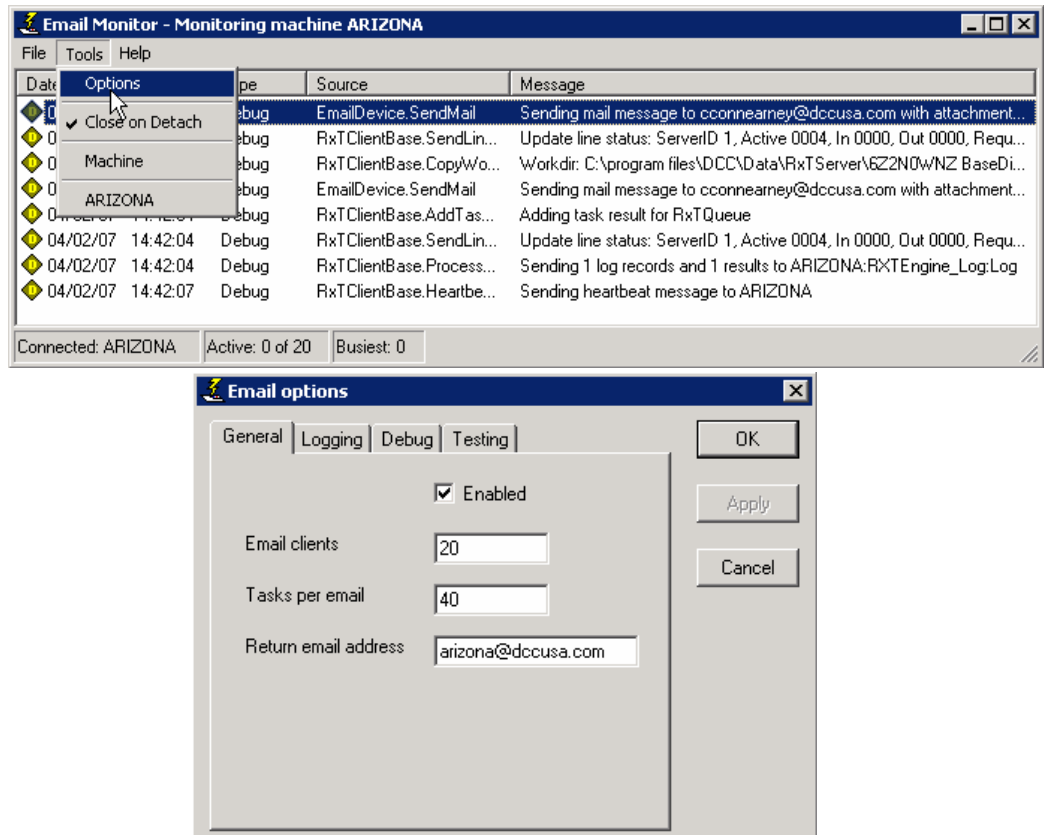 Email Monitor - Monitoring machine ARIZONA
File Tools Help
Date pe Source Message
Options
Close on Detach
Machine
ARIZONA
0 ebug EmailDevice.SendMail Sending mail message to cconnearney@dccusa.com with attachment...
0 ebug RxTClientBase.SendLin... Update line status: ServerID 1, Active 0004, In 0000, Out 0000, Requ...
0 ebug RxTClientBase.CopyWo... Workdir: C:\program files\DCC\Data\RxTServer\6Z2N0WNZ BaseDi...
0 ebug EmailDevice.SendMail Sending mail message to cconnearney@dccusa.com with attachment...
Debug RxTClientBase.AddTas... Adding task result for RxTQueue
04/02/07 14:42:04 Debug RxTClientBase.SendLin... Update line status: ServerID 1, Active 0004, In 0000, Out 0000, Requ...
04/02/07 14:42:04 Debug RxTClientBase.Process... Sending 1 log records and 1 results to ARIZONA:RXTEngine_Log:Log
04/02/07 14:42:07 Debug RxTClientBase.Heartbe... Sending heartbeat message to ARIZONA
Connected: ARIZONA Active: 0 of 20 Busiest: 0
Email options
General Logging Debug Testing
OK
Enabled
Apply
Email clients 20
Cancel
Tasks per email 40
Return email address arizona@dccusa.com